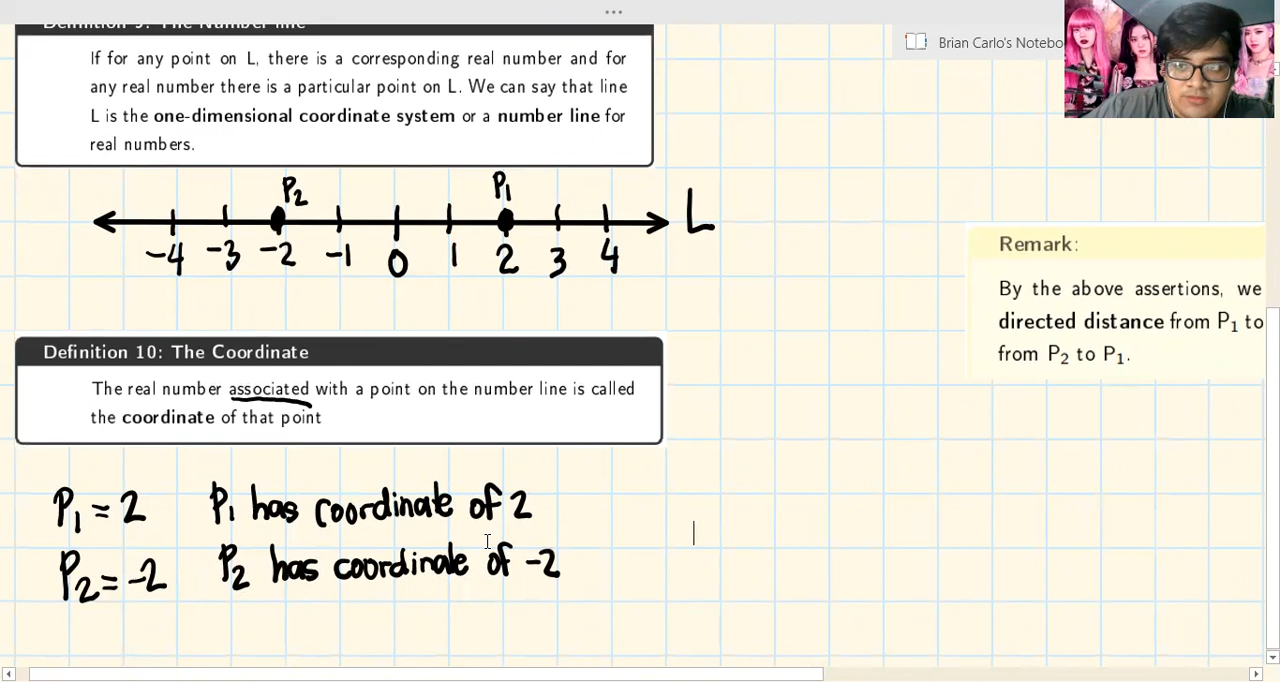 Definition 9: The Number line
Brian Carlo's Notebo
If for any point on L, there is a corresponding real number and for
any real number there is a particular point on L. We can say that line
L is the one-dimensional coordinate system or a number line for
real numbers.
P2 P1
L
-4 -3 -2 -1 0 1 2 3 4
Remark:
By the above assertions, we
directed distance from P₁ to
from P₂ to P₁.
Definition 10: The Coordinate
The real number associated with a point on the number line is called
the coordinate of that point
P1 = 2 P1 has coordinate of 2
P2 = -2 P2 has coordinate of -2